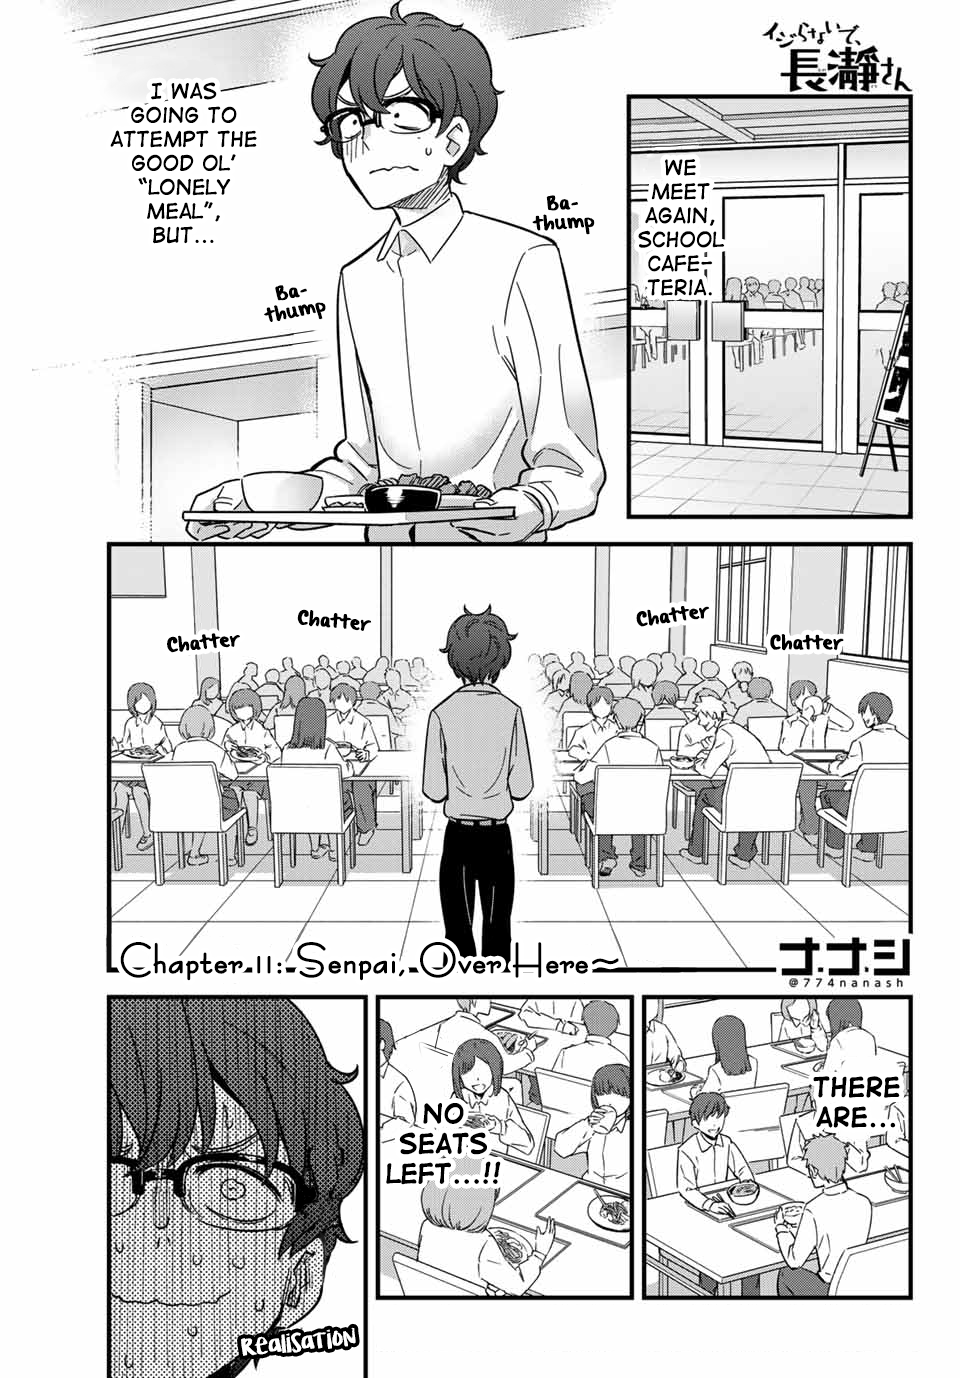 イジらないで、
長瀞さん
WE
MEET
AGAIN,
SCHOOL
CAFE-
TERIA.
I WAS
GOING TO
ATTEMPT THE
GOOD OL'
"LONELY
MEAL",
BUT...
Ba-
thump
Ba-
thump
Chatter
Chatter
Chatter
Chatter
Chapter 11: Senpai, Over Here~
ナナシ
@774nanash
THERE
ARE...
NO
SEATS
LEFT...!!
REALISATION